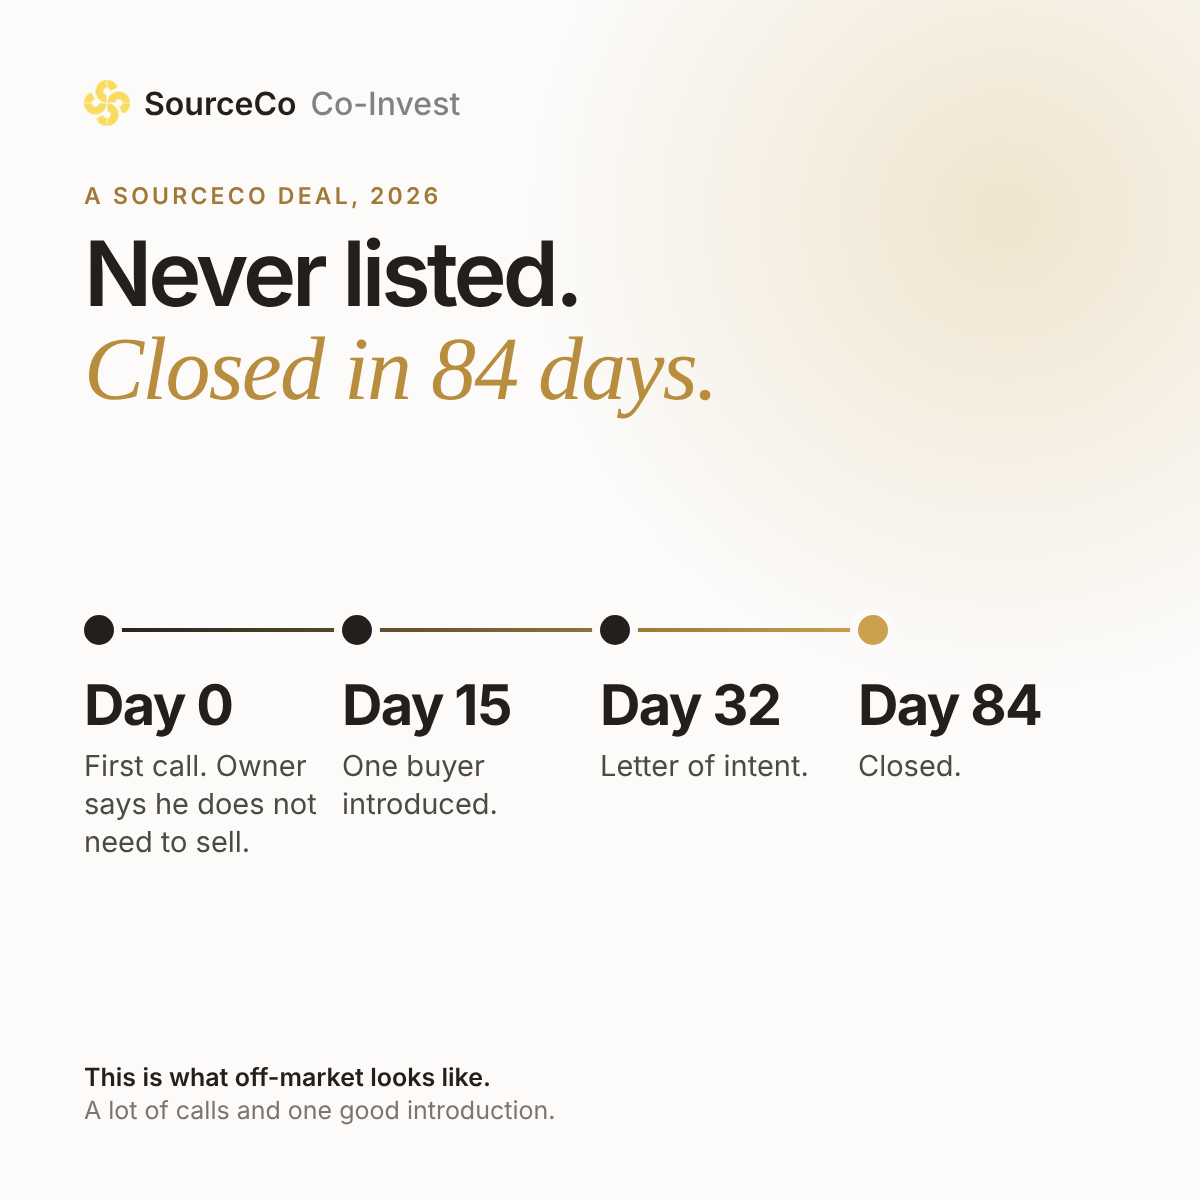 SourceCo Co-Invest
A SOURCECO DEAL, 2026
Never listed.
Closed in 84 days.
Day 0
First call. Owner
says he does not
need to sell.
Day 15
One buyer
introduced.
Day 32
Letter of intent.
Day 84
Closed.
This is what off-market looks like.
A lot of calls and one good introduction.